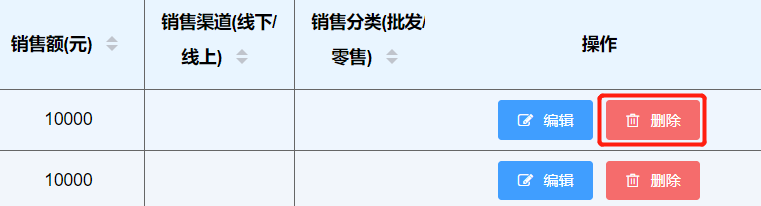 销售额(元)
销售渠道(线下/
线上)
销售分类(批发/
零售)
操作
10000
编辑
删除
10000
编辑
删除